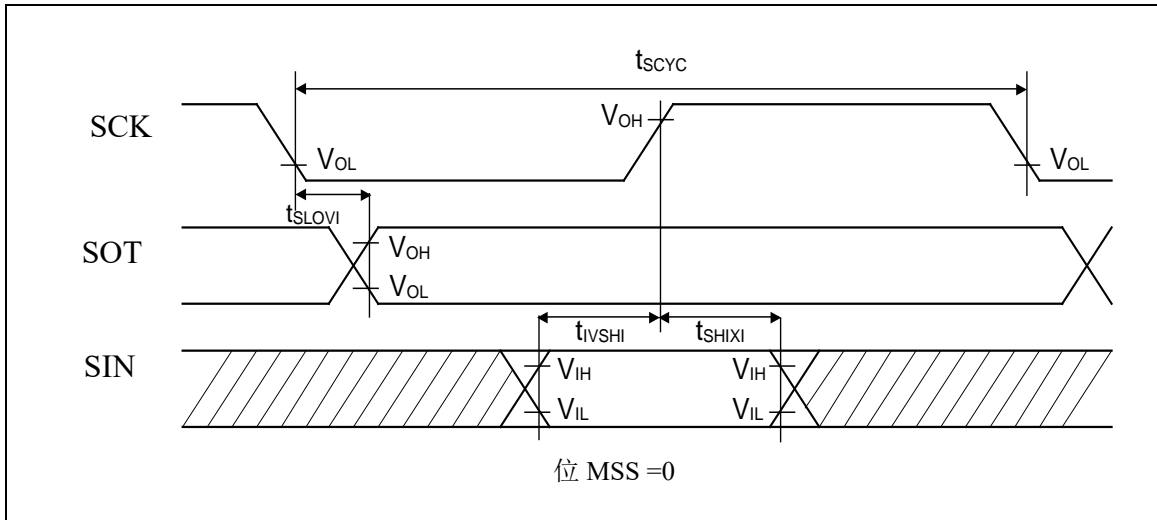 tSCYC
SCK
VOH
VOL
VOL
tSLOVI
SOT
VOH
VOL
tIVSHI
tSHIXI
SIN
VIH
VIH
VIL
VIL
位 MSS =0